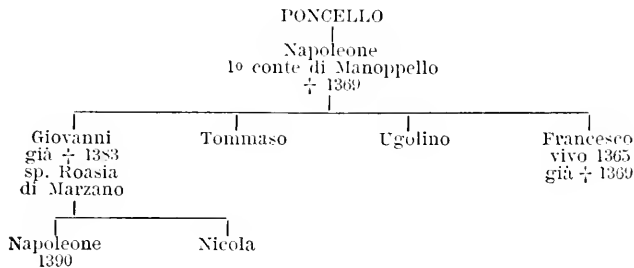 PONCELLO
Napoleone
1o conte di Manoppello
✝ 1369
Giovanni
già ✝ 1383
sp. Roasia
di Marzano
Tommaso
Ugolino
Francesco
vivo 1365
già ✝ 1369
Napoleone
1390
Nicola